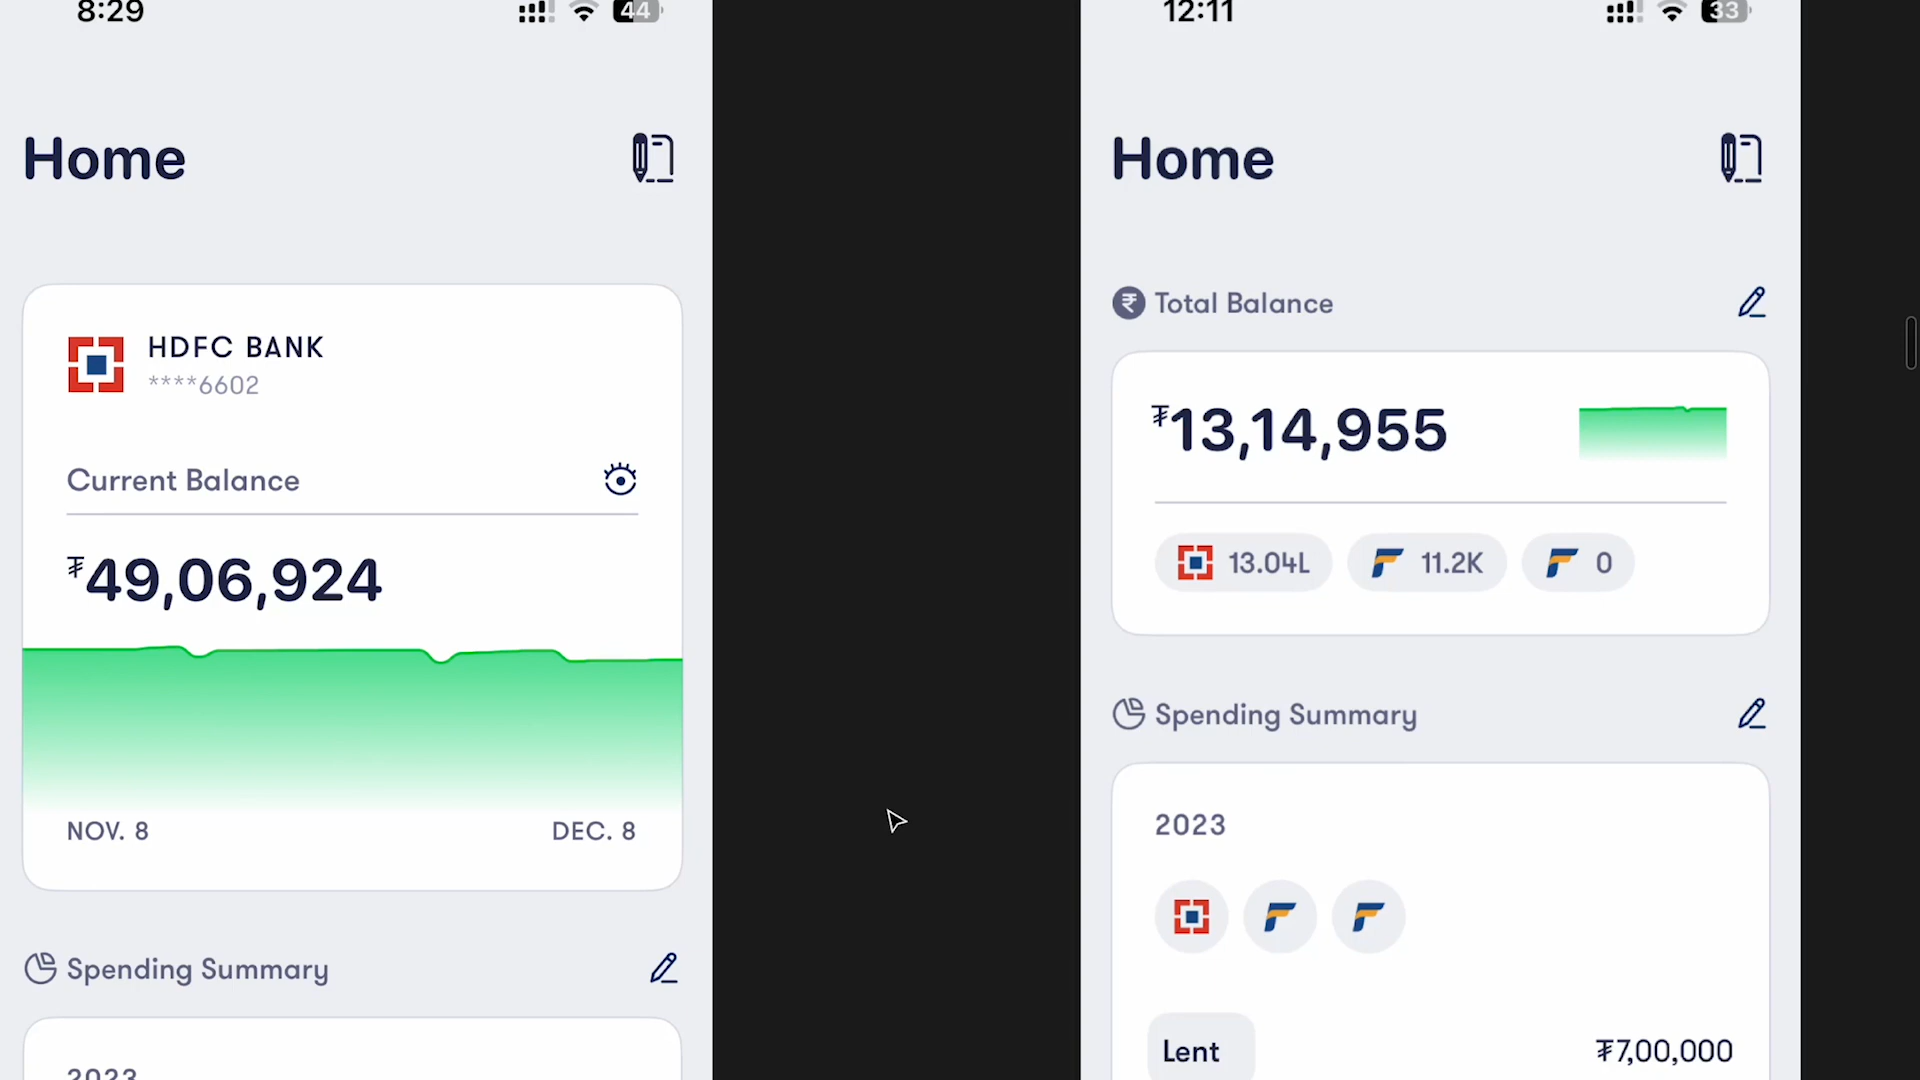 8:29
44
Home
HDFC BANK
****6602
Current Balance
₮49,06,924
NOV. 8
DEC. 8
Spending Summary
2023
12:11
33
Home
Total Balance
₮13,14,955
13.04L
11.2K
0
Spending Summary
2023
Lent
₮7,00,000